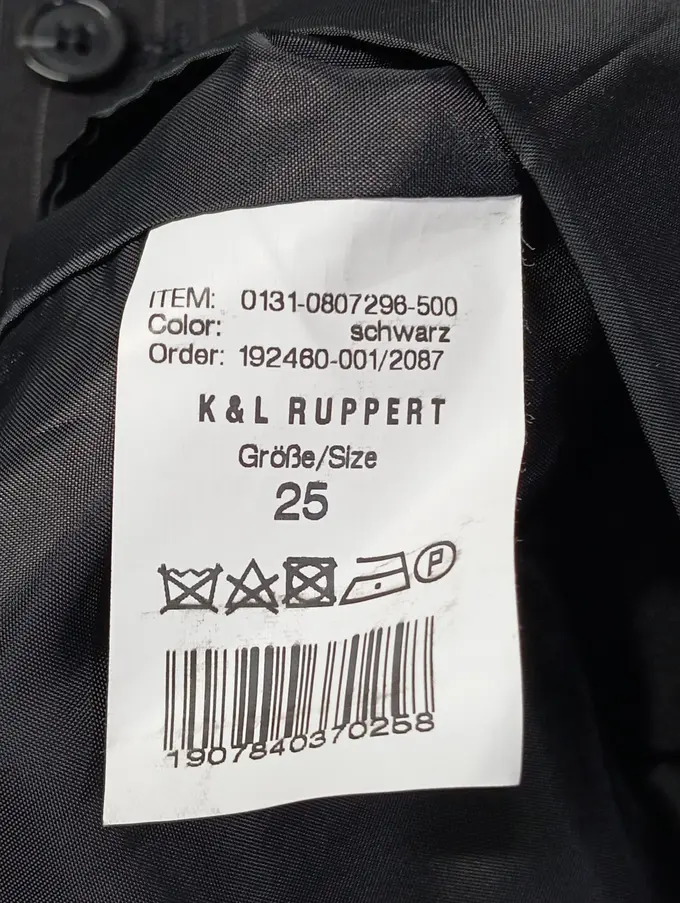 ITEM: 0131-0807296-500
Color: schwarz
Order: 192460-001/2087
K & L RUPPERT
Größe/Size
25
P
1907840370258